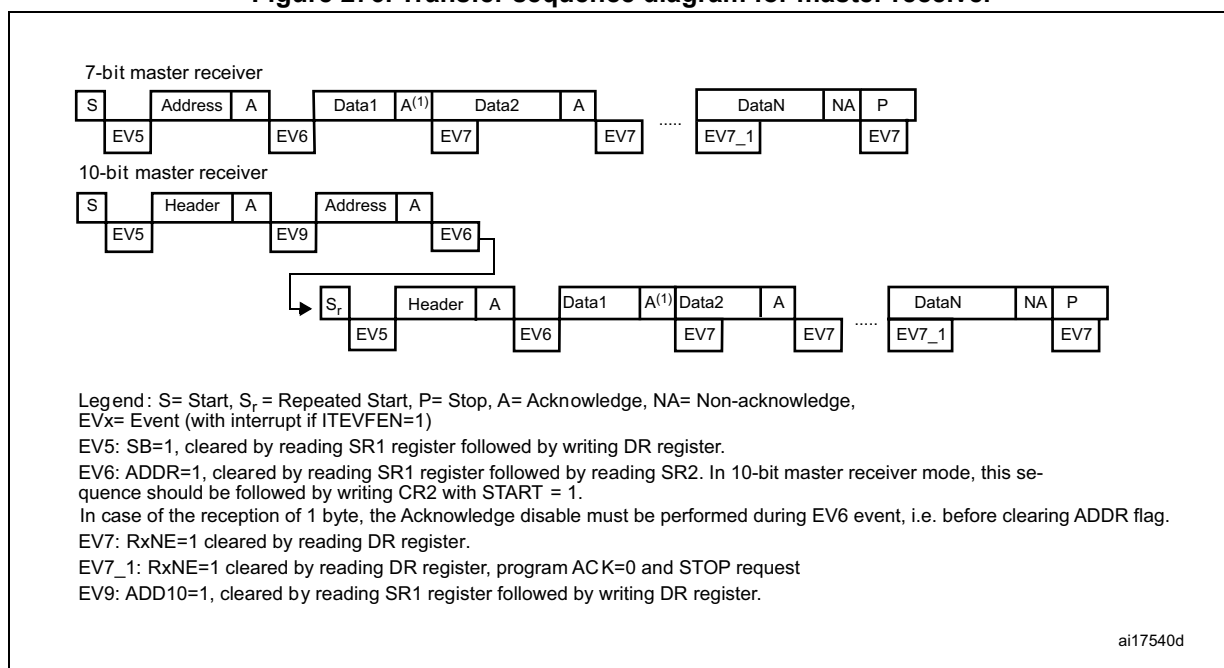 Figure 273. Transfer sequence diagram for master receiver
7-bit master receiver
S Address A Data1 A(1) Data2 A ..... DataN NA P
EV5 EV6 EV7 EV7 EV7_1 EV7
10-bit master receiver
S Header A Address A
EV5 EV9 EV6
Sr Header A Data1 A(1) Data2 A ..... DataN NA P
EV5 EV6 EV7 EV7 EV7_1 EV7
Legend: S= Start, Sr = Repeated Start, P= Stop, A= Acknowledge, NA= Non-acknowledge,
EVx= Event (with interrupt if ITEVFEN=1)
EV5: SB=1, cleared by reading SR1 register followed by writing DR register.
EV6: ADDR=1, cleared by reading SR1 register followed by reading SR2. In 10-bit master receiver mode, this se-
quence should be followed by writing CR2 with START = 1.
In case of the reception of 1 byte, the Acknowledge disable must be performed during EV6 event, i.e. before clearing ADDR flag.
EV7: RxNE=1 cleared by reading DR register.
EV7_1: RxNE=1 cleared by reading DR register, program ACK=0 and STOP request
EV9: ADD10=1, cleared by reading SR1 register followed by writing DR register.
ai17540d